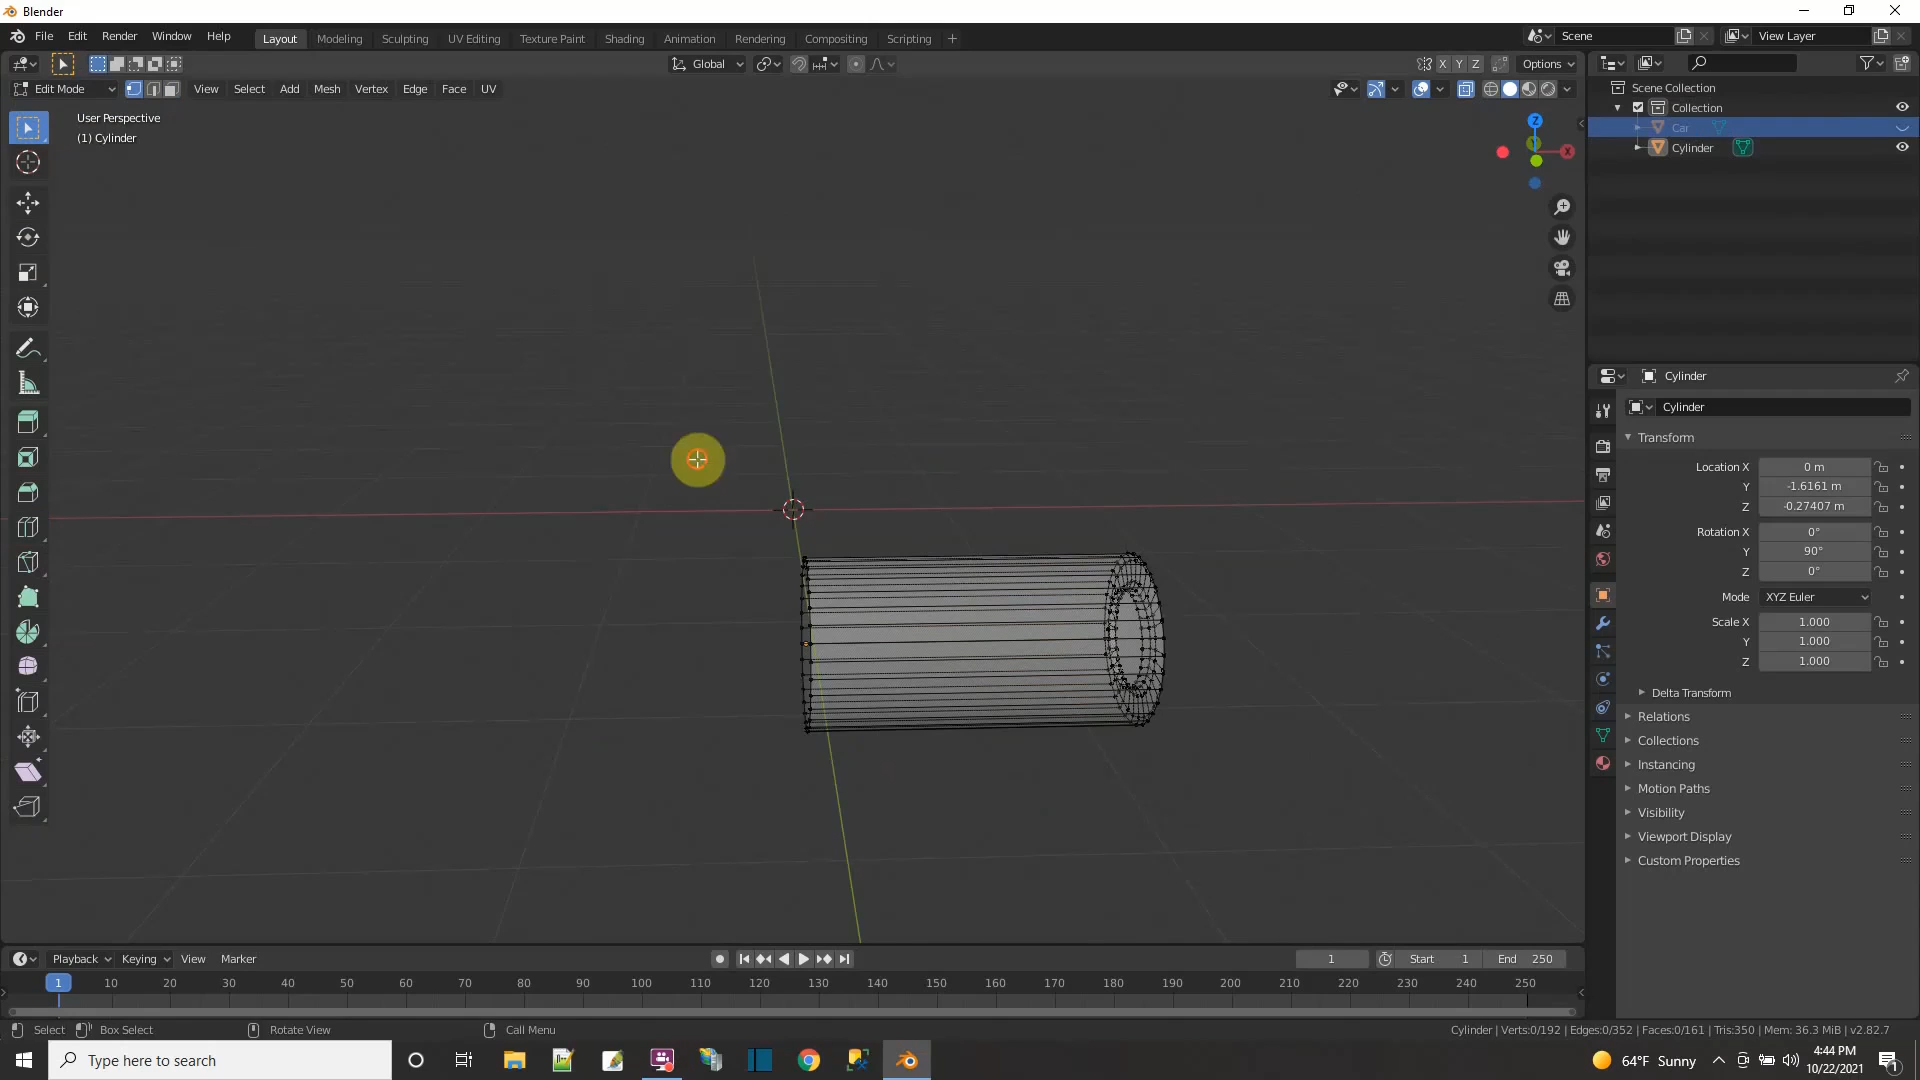 Blender
File Edit Render Window Help
Layout Modeling Sculpting UV Editing Texture Paint Shading Animation Rendering Compositing Scripting +
Scene
View Layer
Global
X Y Z
Options
Edit Mode
View Select Add Mesh Vertex Edge Face UV
User Perspective
(1) Cylinder
Z
X
Scene Collection
Collection
Car
Cylinder
Cylinder
Cylinder
Transform
Location X 0 m
Y -1.6161 m
Z -0.27407 m
Rotation X 0°
Y 90°
Z 0°
Mode XYZ Euler
Scale X 1.000
Y 1.000
Z 1.000
Delta Transform
Relations
Collections
Instancing
Motion Paths
Visibility
Viewport Display
Custom Properties
Playback Keying View Marker
1
Start 1
End 250
1 10 20 30 40 50 60 70 80 90 100 110 120 130 140 150 160 170 180 190 200 210 220 230 240 250
Select Box Select Rotate View Call Menu
Cylinder | Verts:0/192 | Edges:0/352 | Faces:0/161 | Tris:350 | Mem: 36.3 MiB | v2.82.7
Type here to search
64°F Sunny
4:44 PM
10/22/2021
1